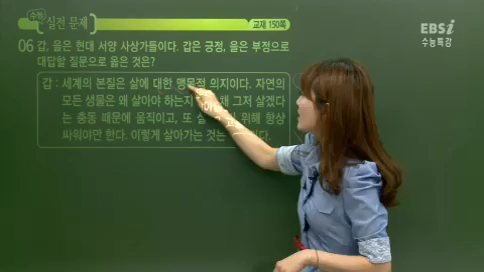 수능 실전 문제
교재 150쪽
EBSi
수능특강
06 갑, 을은 현대 서양 사상가들이다. 갑은 긍정, 을은 부정으로
대답할 질문으로 옳은 것은?
갑 : 세계의 본질은 삶에 대한 맹목적 의지이다. 자연의
모든 생물은 왜 살아야 하는지 채 그저 살겠다
는 충동 때문에 움직이고, 또 위해 항상
싸워야만 한다. 이렇게 살아가는